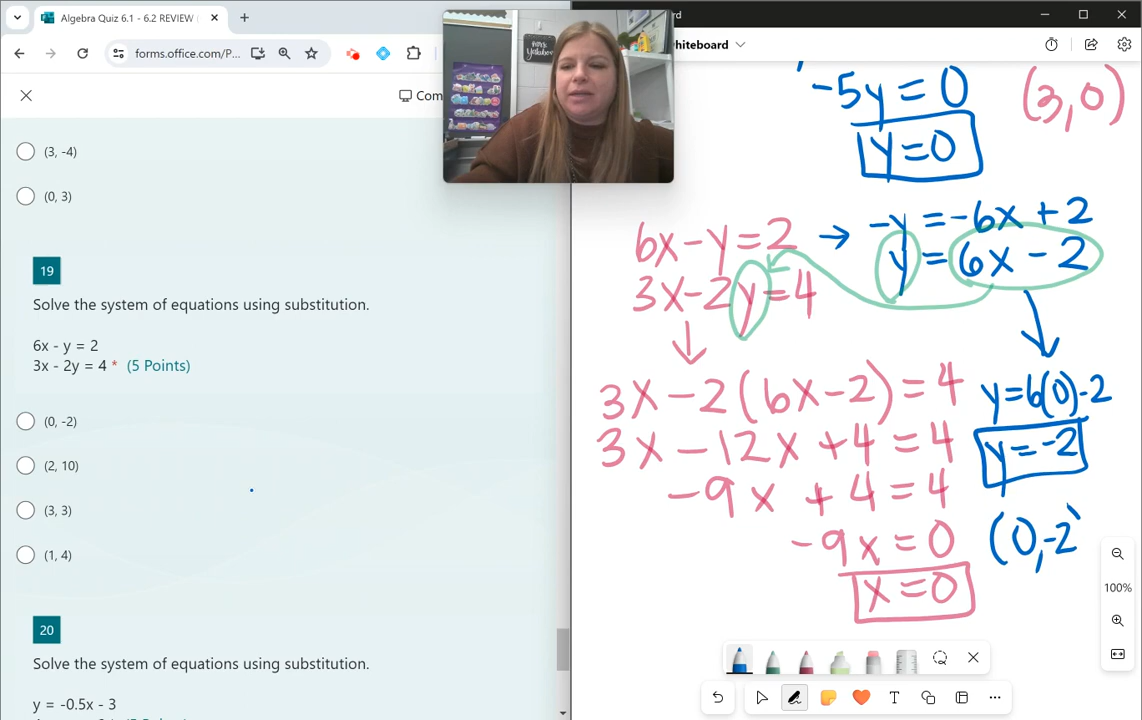 Algebra Quiz 6.1 - 6.2 REVIEW (
forms.office.com/P...
Com
(3, -4)
(0, 3)
19
Solve the system of equations using substitution.
6x - y = 2
3x - 2y = 4 * (5 Points)
(0, -2)
(2, 10)
(3, 3)
(1, 4)
20
Solve the system of equations using substitution.
y = -0.5x - 3
rd
hiteboard
-5y = 0
y = 0
(3,0)
6x - y = 2 → -y = -6x + 2
y = 6x - 2
3x - 2y = 4
3x - 2(6x - 2) = 4
3x - 12x + 4 = 4
-9x + 4 = 4
-9x = 0
x = 0
y = 6(0) - 2
y = -2
(0,-2
100%
T